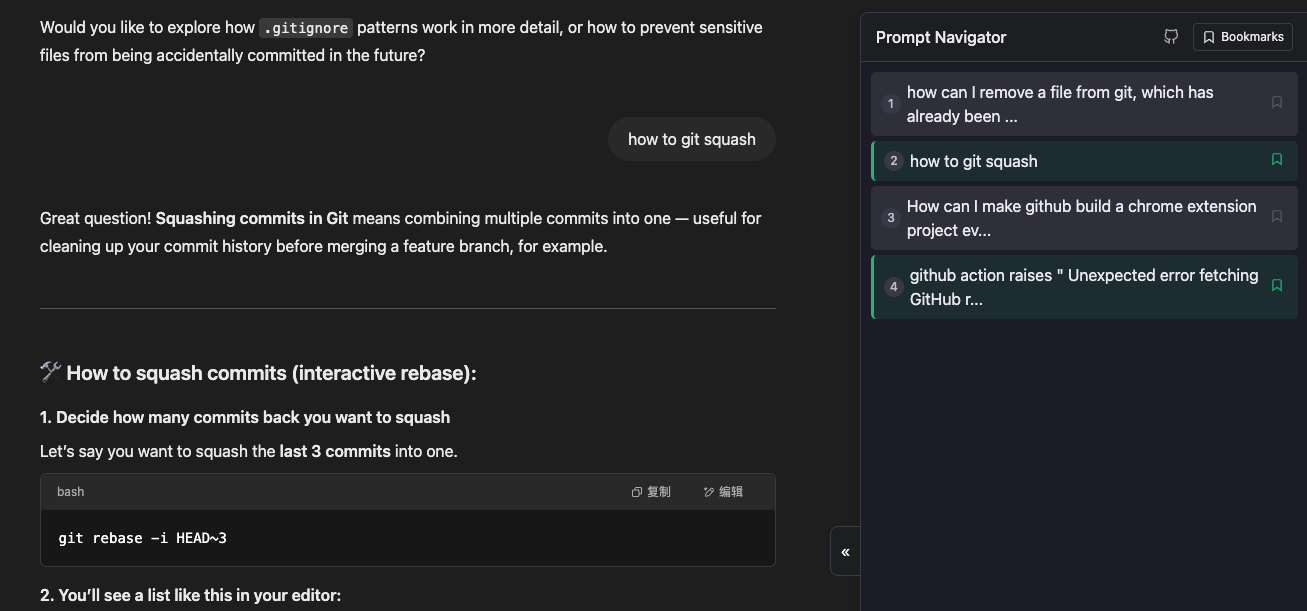 Would you like to explore how .gitignore patterns work in more detail, or how to prevent sensitive
files from being accidentally committed in the future?
how to git squash
Great question! Squashing commits in Git means combining multiple commits into one — useful for
cleaning up your commit history before merging a feature branch, for example.
🛠 How to squash commits (interactive rebase):
1. Decide how many commits back you want to squash
Let’s say you want to squash the last 3 commits into one.
bash
复制 编辑
git rebase -i HEAD~3
2. You’ll see a list like this in your editor:
«
Prompt Navigator
Bookmarks
1
how can I remove a file from git, which has
already been ...
2 how to git squash
3
How can I make github build a chrome extension
project ev...
4
github action raises " Unexpected error fetching
GitHub r...